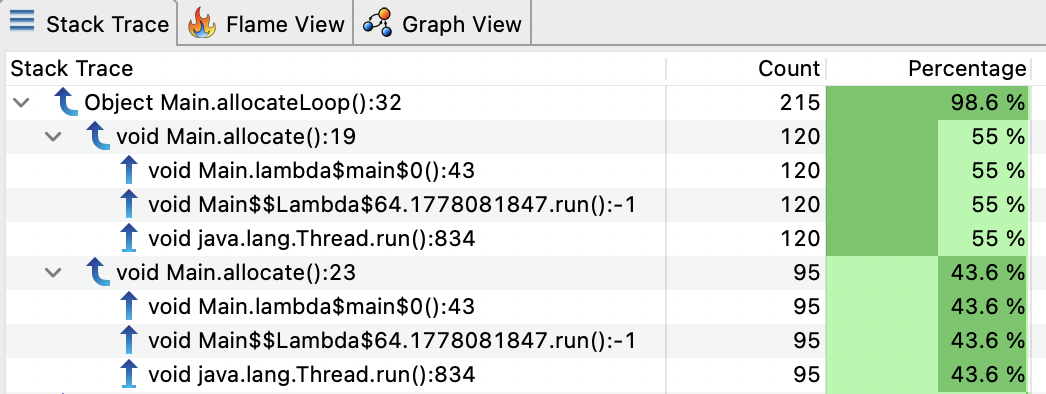 Stack Trace Flame View Graph View
Stack Trace Count Percentage
Object Main.allocateLoop():32 215 98.6 %
void Main.allocate():19 120 55 %
void Main.lambda$main$0():43 120 55 %
void Main$$Lambda$64.1778081847.run():-1 120 55 %
void java.lang.Thread.run():834 120 55 %
void Main.allocate():23 95 43.6 %
void Main.lambda$main$0():43 95 43.6 %
void Main$$Lambda$64.1778081847.run():-1 95 43.6 %
void java.lang.Thread.run():834 95 43.6 %